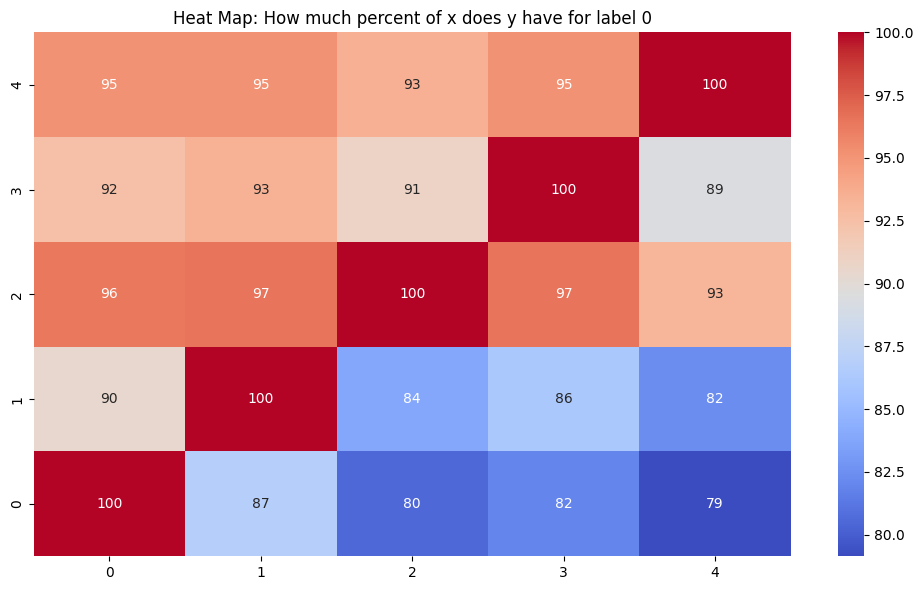 Heat Map: How much percent of x does y have for label 0
4 95 95 93 95 100
3 92 93 91 100 89
2 96 97 100 97 93
1 90 100 84 86 82
0 100 87 80 82 79
0 1 2 3 4
100.0
97.5
95.0
92.5
90.0
87.5
85.0
82.5
80.0